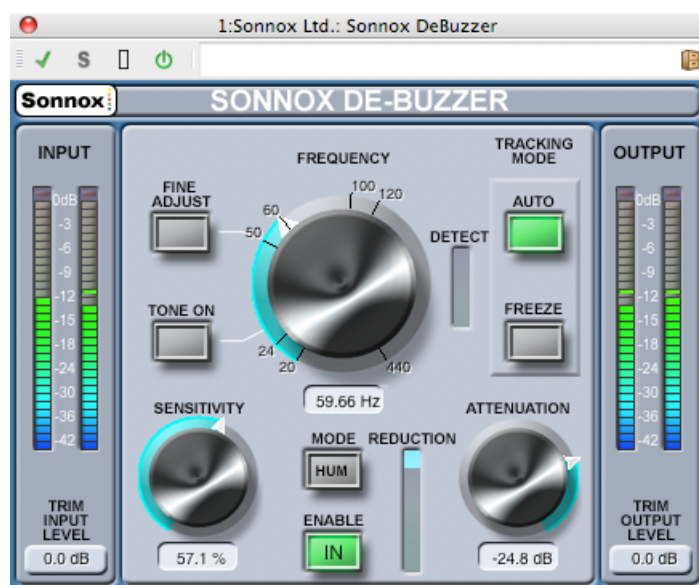 1:Sonnox Ltd.: Sonnox DeBuzzer
S
Sonnox
SONNOX DE-BUZZER
INPUT
0dB
-3
-6
-9
-12
-15
-18
-24
-30
-36
-42
TRIM
INPUT
LEVEL
0.0 dB
FINE
ADJUST
TONE ON
FREQUENCY
20
24
50
60
100
120
440
59.66 Hz
DETECT
TRACKING
MODE
AUTO
FREEZE
SENSITIVITY
57.1 %
MODE
HUM
ENABLE
IN
REDUCTION
ATTENUATION
-24.8 dB
OUTPUT
0dB
-3
-6
-9
-12
-15
-18
-24
-30
-36
-42
TRIM
OUTPUT
LEVEL
0.0 dB